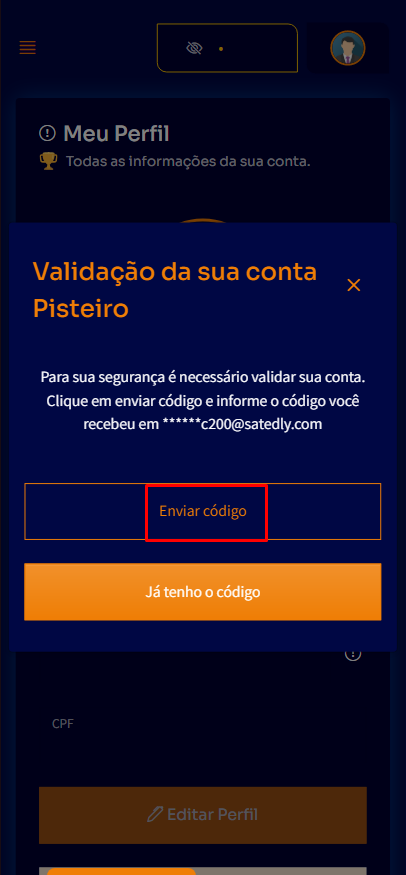 Meu Perfil
Todas as informações da sua conta.
Validação da sua conta
Pisteiro
Para sua segurança é necessário validar sua conta.
Clique em enviar código e informe o código você
recebeu em ******c200@satedly.com
Enviar código
Já tenho o código
CPF
Editar Perfil